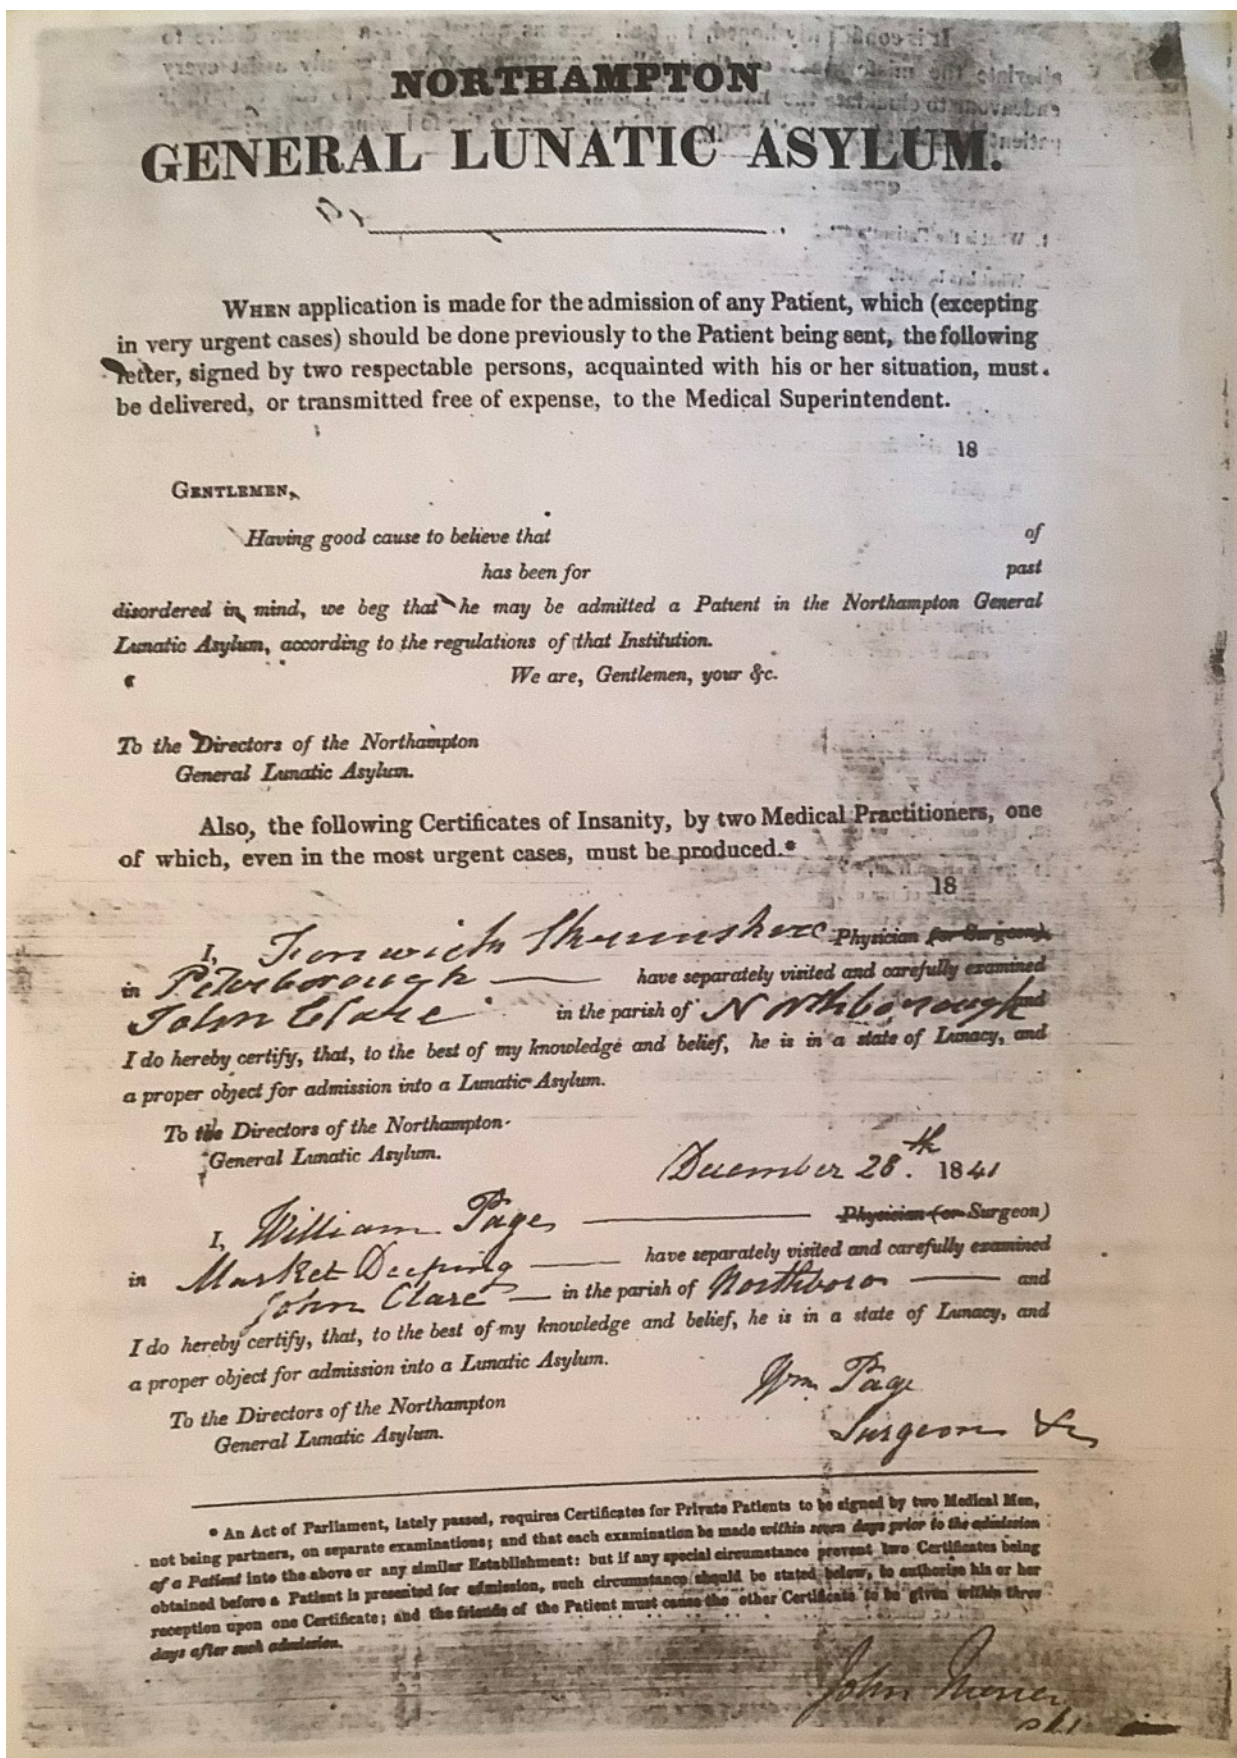 NORTHAMPTON
GENERAL LUNATIC ASYLUM.
WHEN application is made for the admission of any Patient, which (excepting
in very urgent cases) should be done previously to the Patient being sent, the following
letter, signed by two respectable persons, acquainted with his or her situation, must
be delivered, or transmitted free of expense, to the Medical Superintendent.
18
GENTLEMEN,
Having good cause to believe that of
has been for past
disordered in mind, we beg that he may be admitted a Patient in the Northampton General
Lunatic Asylum, according to the regulations of that Institution.
We are, Gentlemen, your &c.
To the Directors of the Northampton
General Lunatic Asylum.
Also, the following Certificates of Insanity, by two Medical Practitioners, one
of which, even in the most urgent cases, must be produced.*
18
I, Fenwick Skrimshire Physician (or Surgeon),
in Peterborough have separately visited and carefully examined
John Clare in the parish of Northborough and
I do hereby certify, that, to the best of my knowledge and belief, he is in a state of Lunacy, and
a proper object for admission into a Lunatic Asylum.
To the Directors of the Northampton
General Lunatic Asylum.
December 28th. 1841
I, William Page Physician (or Surgeon)
in Market Deeping have separately visited and carefully examined
John Clare in the parish of Northboro and
I do hereby certify, that, to the best of my knowledge and belief, he is in a state of Lunacy, and
a proper object for admission into a Lunatic Asylum.
Wm. Page
Surgeon &c
To the Directors of the Northampton
General Lunatic Asylum.
* An Act of Parliament, lately passed, requires Certificates for Private Patients to be signed by two Medical Men,
not being partners, on separate examinations; and that each examination be made within seven days prior to the admission
of a Patient into the above or any similar Establishment: but if any special circumstance prevent two Certificates being
obtained before a Patient is presented for admission, such circumstance should be stated below, to authorise his or her
reception upon one Certificate; and the friends of the Patient must cause the other Certificate to be given within three
days after such admission.
John